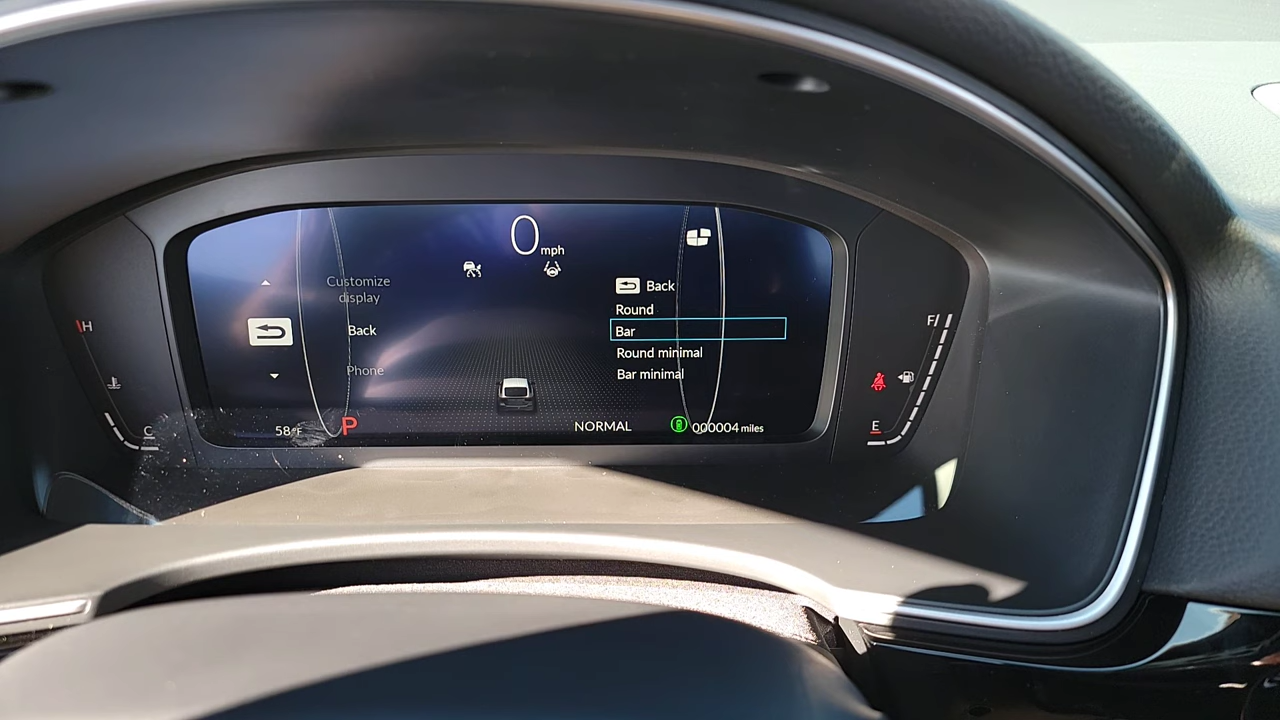 0 mph
Customize
display
Back
Phone
Back
Round
Bar
Round minimal
Bar minimal
H
C
F
E
58°F
P
NORMAL
000004 miles